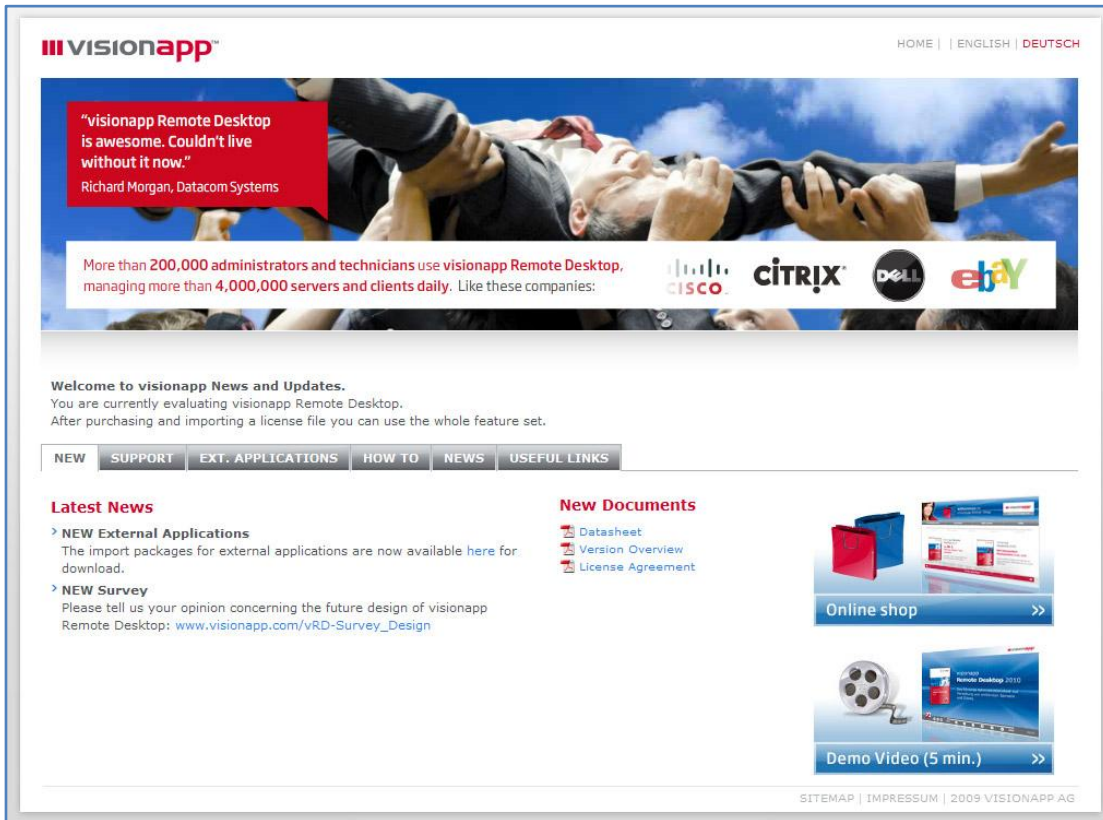 visionapp™
HOME | | ENGLISH | DEUTSCH
"visionapp Remote Desktop
is awesome. Couldn't live
without it now."
Richard Morgan, Datacom Systems
More than 200,000 administrators and technicians use visionapp Remote Desktop,
managing more than 4,000,000 servers and clients daily. Like these companies:
CISCO.
CITRIX
DELL
ebaY
Welcome to visionapp News and Updates.
You are currently evaluating visionapp Remote Desktop.
After purchasing and importing a license file you can use the whole feature set.
NEW SUPPORT EXT. APPLICATIONS HOW TO NEWS USEFUL LINKS
Latest News
NEW External Applications
The import packages for external applications are now available here for
download.
NEW Survey
Please tell us your opinion concerning the future design of visionapp
Remote Desktop: www.visionapp.com/vRD-Survey_Design
New Documents
Datasheet
Version Overview
License Agreement
Online shop >>
visionapp
Remote Desktop 2010
Demo Video (5 min.) >>
SITEMAP | IMPRESSUM | 2009 VISIONAPP AG